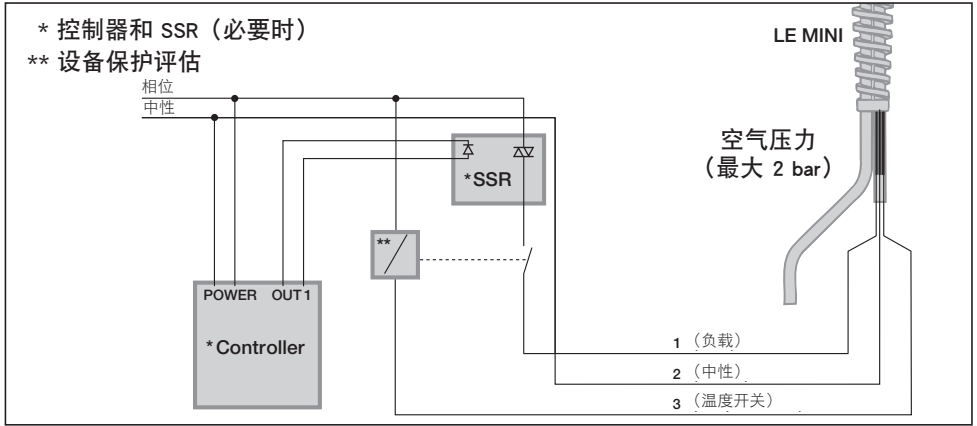 * 控制器和 SSR（必要时）
** 设备保护评估
相位
中性
LE MINI
空气压力
（最大 2 bar）
*SSR
**
POWER OUT1
*Controller
1 （负载）
2 （中性）
3 （温度开关）